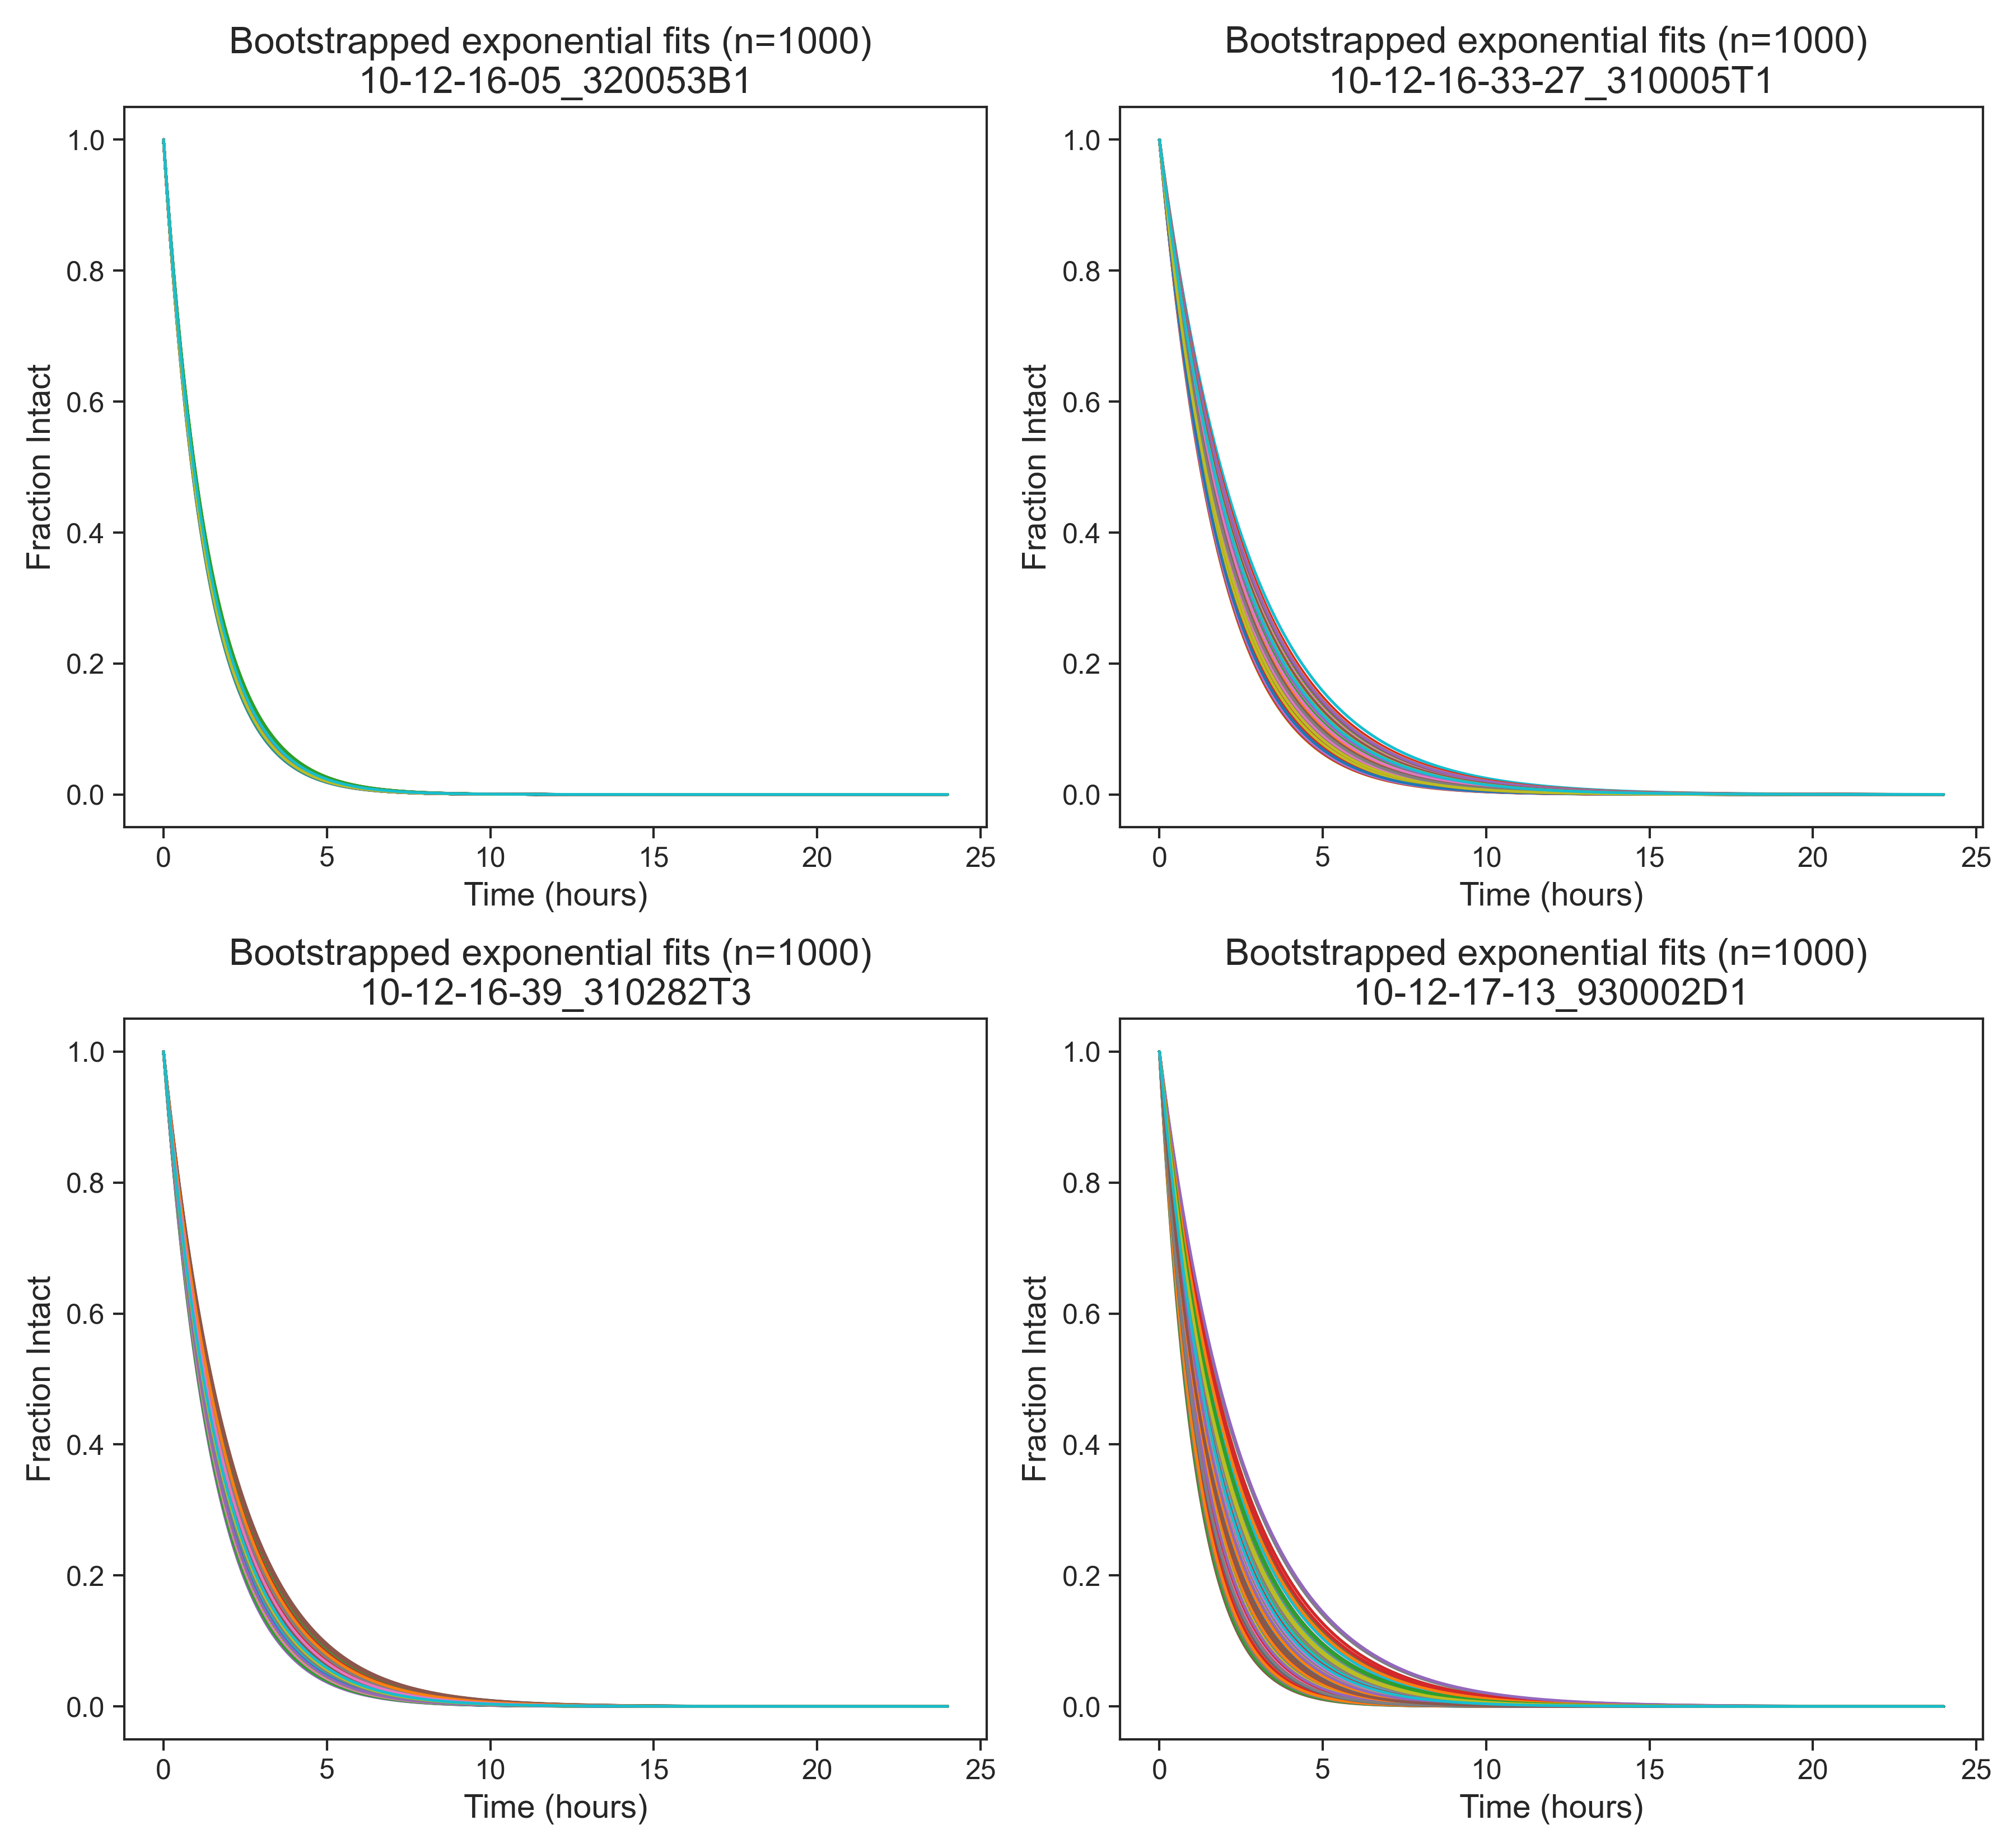 Bootstrapped exponential fits (n=1000)
10-12-16-05_320053B1
1.0
0.8
0.6
0.4
0.2
0.0
Fraction Intact
0 5 10 15 20 25
Time (hours)
Bootstrapped exponential fits (n=1000)
10-12-16-33-27_310005T1
1.0
0.8
0.6
0.4
0.2
0.0
Fraction Intact
0 5 10 15 20 25
Time (hours)
Bootstrapped exponential fits (n=1000)
10-12-16-39_310282T3
1.0
0.8
0.6
0.4
0.2
0.0
Fraction Intact
0 5 10 15 20 25
Time (hours)
Bootstrapped exponential fits (n=1000)
10-12-17-13_930002D1
1.0
0.8
0.6
0.4
0.2
0.0
Fraction Intact
0 5 10 15 20 25
Time (hours)